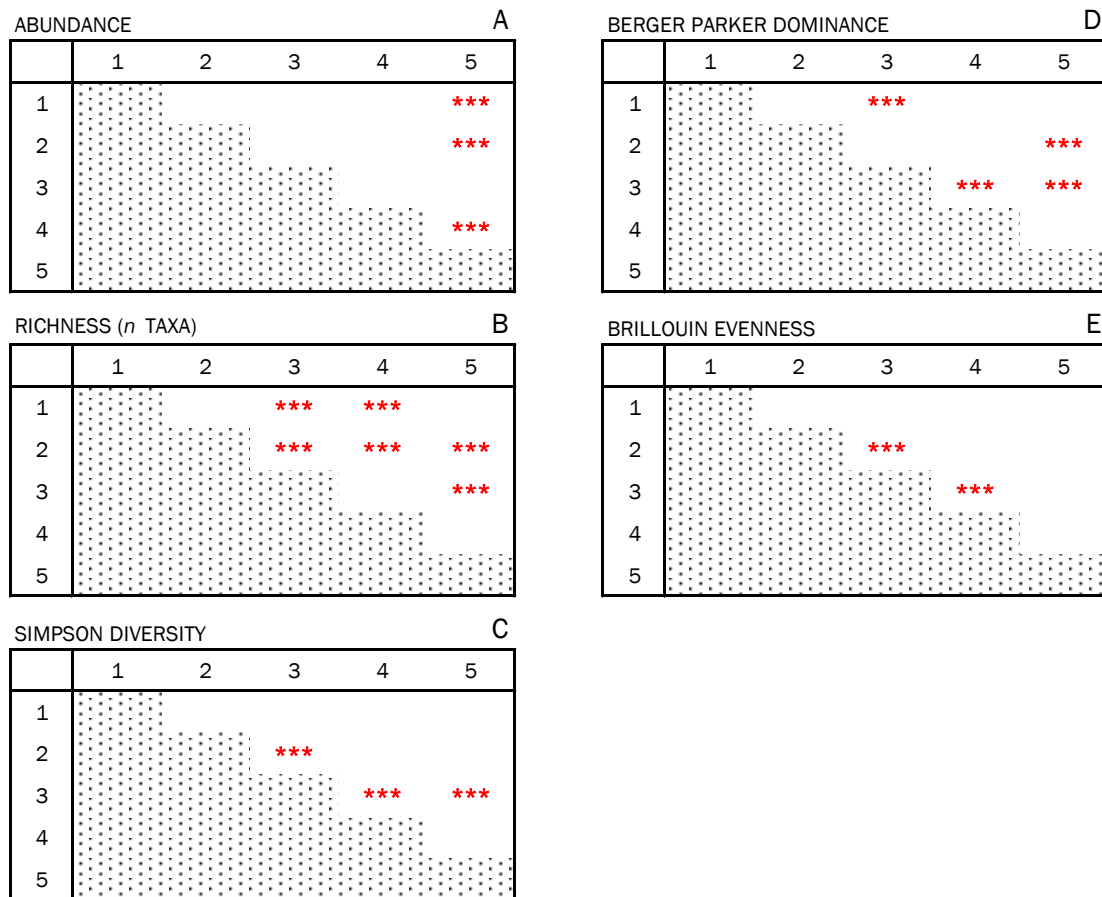 ABUNDANCE A
1 2 3 4 5
1 ***
2 ***
3
4 ***
5
RICHNESS (n TAXA) B
1 2 3 4 5
1 *** ***
2 *** *** ***
3 ***
4
5
SIMPSON DIVERSITY C
1 2 3 4 5
1
2 ***
3 *** ***
4
5
BERGER PARKER DOMINANCE D
1 2 3 4 5
1 ***
2 ***
3 *** ***
4
5
BRILLOUIN EVENNESS E
1 2 3 4 5
1
2 ***
3 ***
4
5